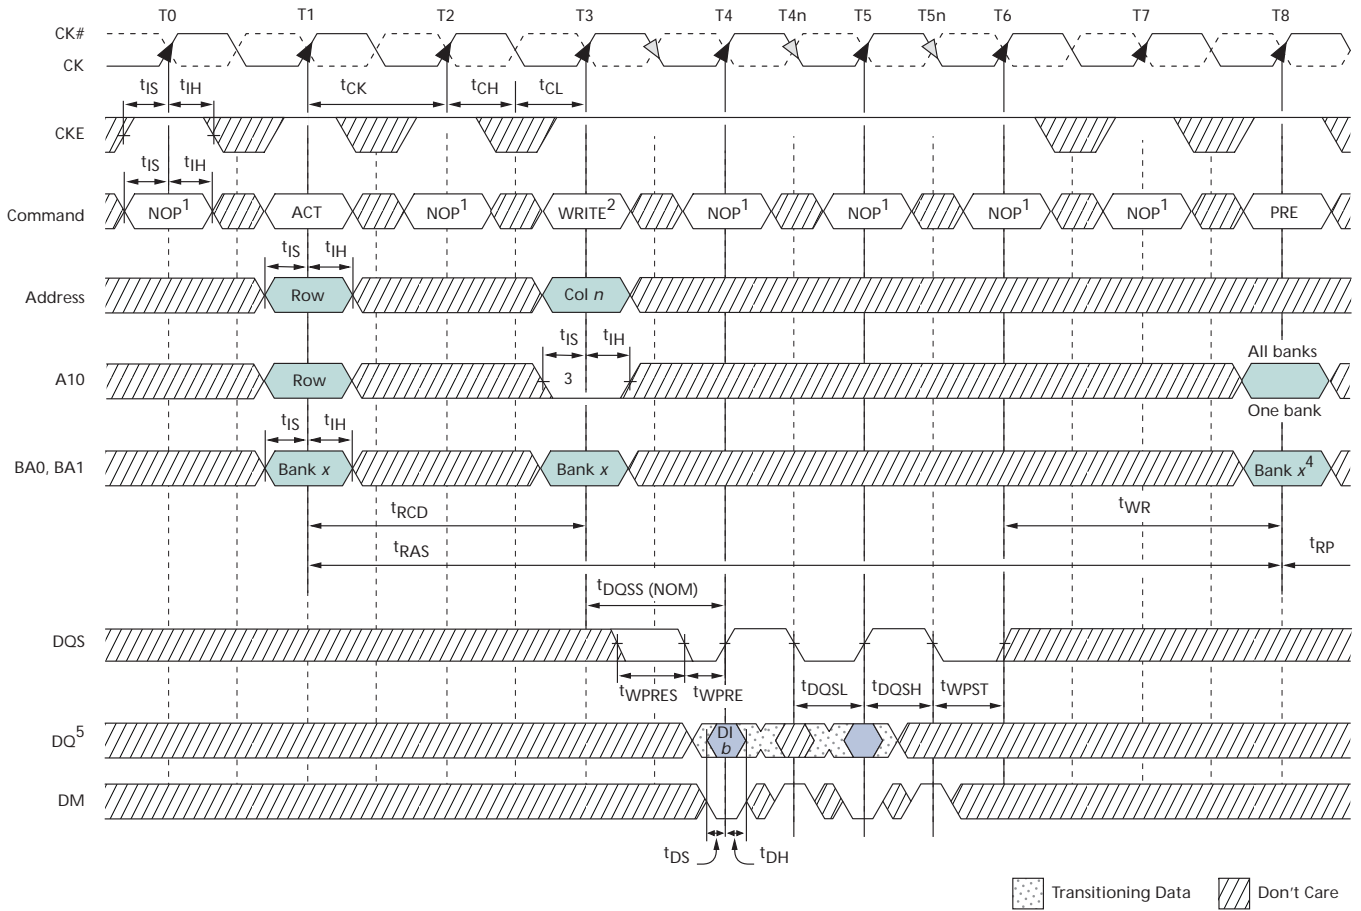 T0 T1 T2 T3 T4 T4n T5 T5n T6 T7 T8
CK#
CK
tIS tIH tCK tCH tCL
CKE
tIS tIH
Command NOP1 ACT NOP1 WRITE2 NOP1 NOP1 NOP1 NOP1 PRE
tIS tIH
Address Row Col n
tIS tIH
All banks
A10 Row 3
One bank
tIS tIH
BA0, BA1 Bank x Bank x Bank x4
tRCD tWR
tRAS tRP
tDQSS (NOM)
DQS
tWPRES tWPRE tDQSL tDQSH tWPST
DQ5 DI
b
DM
tDS tDH
Transitioning Data Don't Care